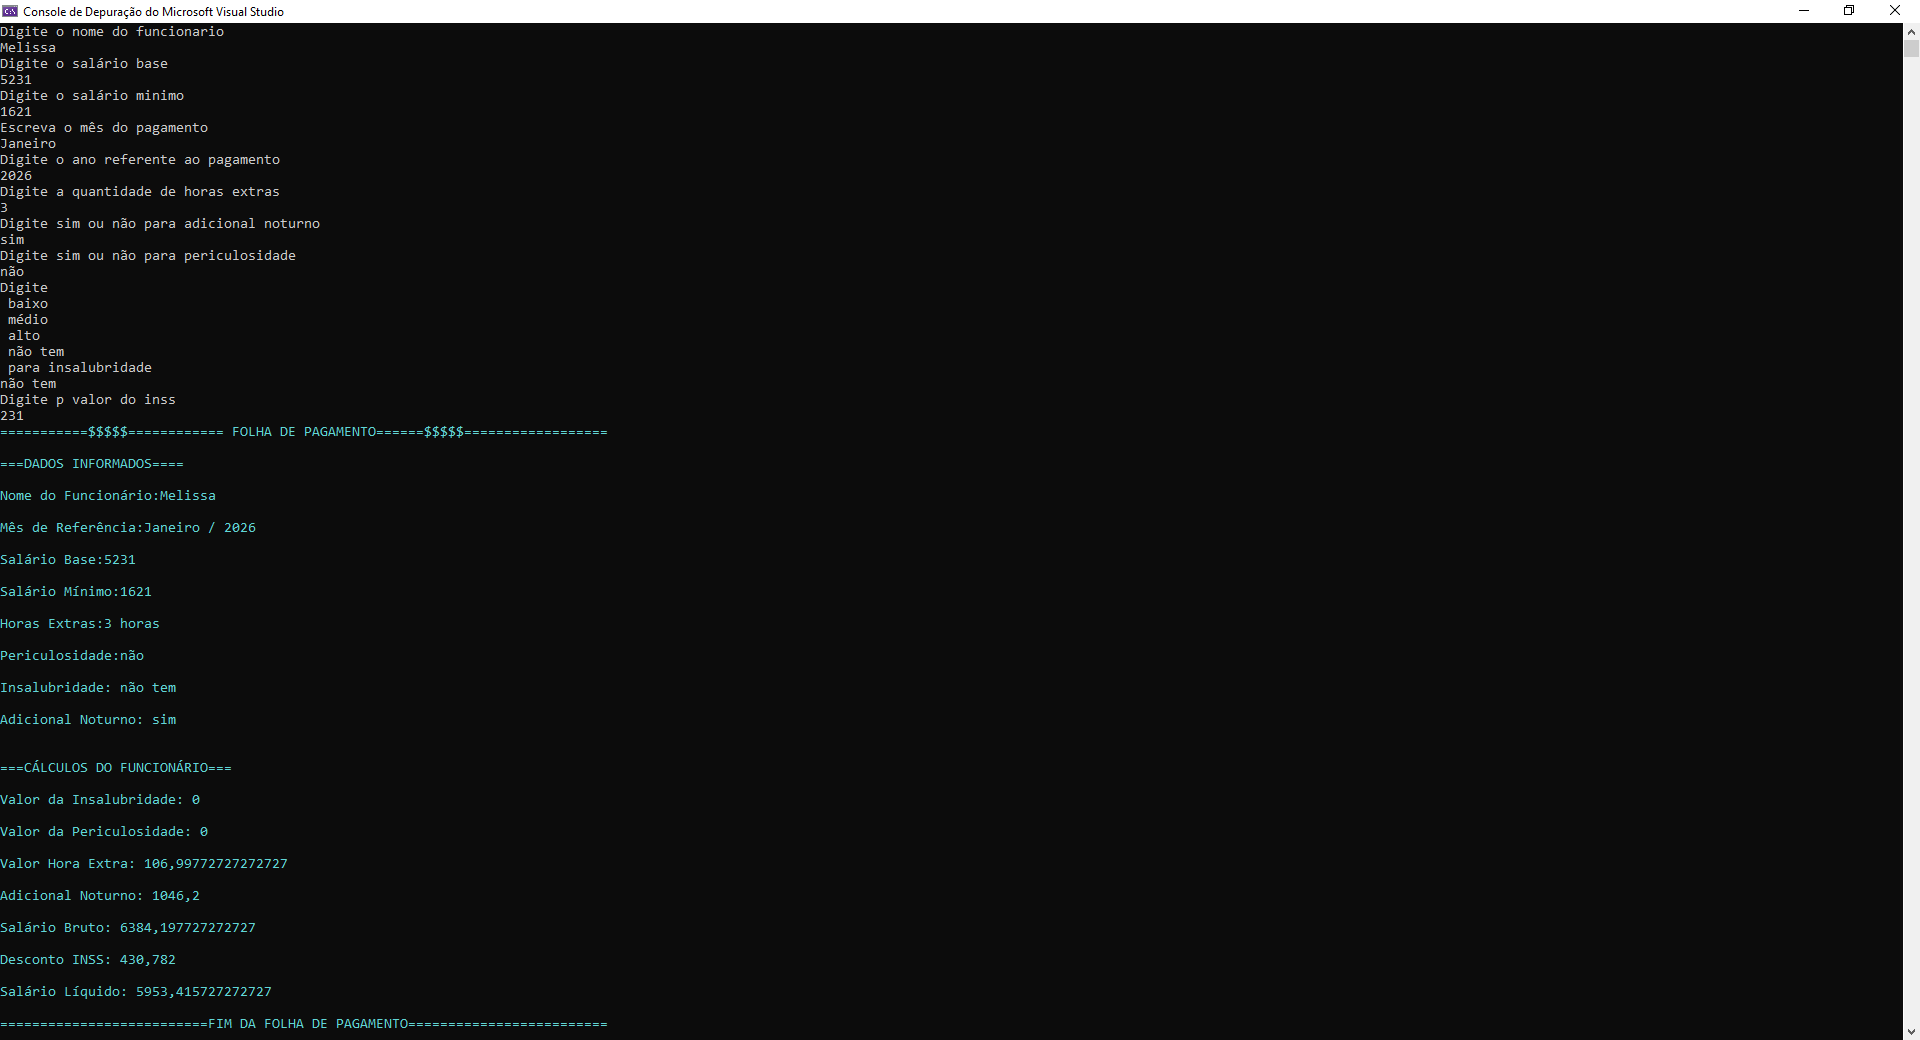 Console de Depuração do Microsoft Visual Studio
Digite o nome do funcionario
Melissa
Digite o salário base
5231
Digite o salário minimo
1621
Escreva o mês do pagamento
Janeiro
Digite o ano referente ao pagamento
2026
Digite a quantidade de horas extras
3
Digite sim ou não para adicional noturno
sim
Digite sim ou não para periculosidade
não
Digite
 baixo
 médio
 alto
 não tem
 para insalubridade
não tem
Digite p valor do inss
231
===========$$$$$============ FOLHA DE PAGAMENTO======$$$$$==================
===DADOS INFORMADOS====
Nome do Funcionário:Melissa
Mês de Referência:Janeiro / 2026
Salário Base:5231
Salário Mínimo:1621
Horas Extras:3 horas
Periculosidade:não
Insalubridade: não tem
Adicional Noturno: sim
===CÁLCULOS DO FUNCIONÁRIO===
Valor da Insalubridade: 0
Valor da Periculosidade: 0
Valor Hora Extra: 106,99772727272727
Adicional Noturno: 1046,2
Salário Bruto: 6384,197727272727
Desconto INSS: 430,782
Salário Líquido: 5953,415727272727
==========================FIM DA FOLHA DE PAGAMENTO=========================